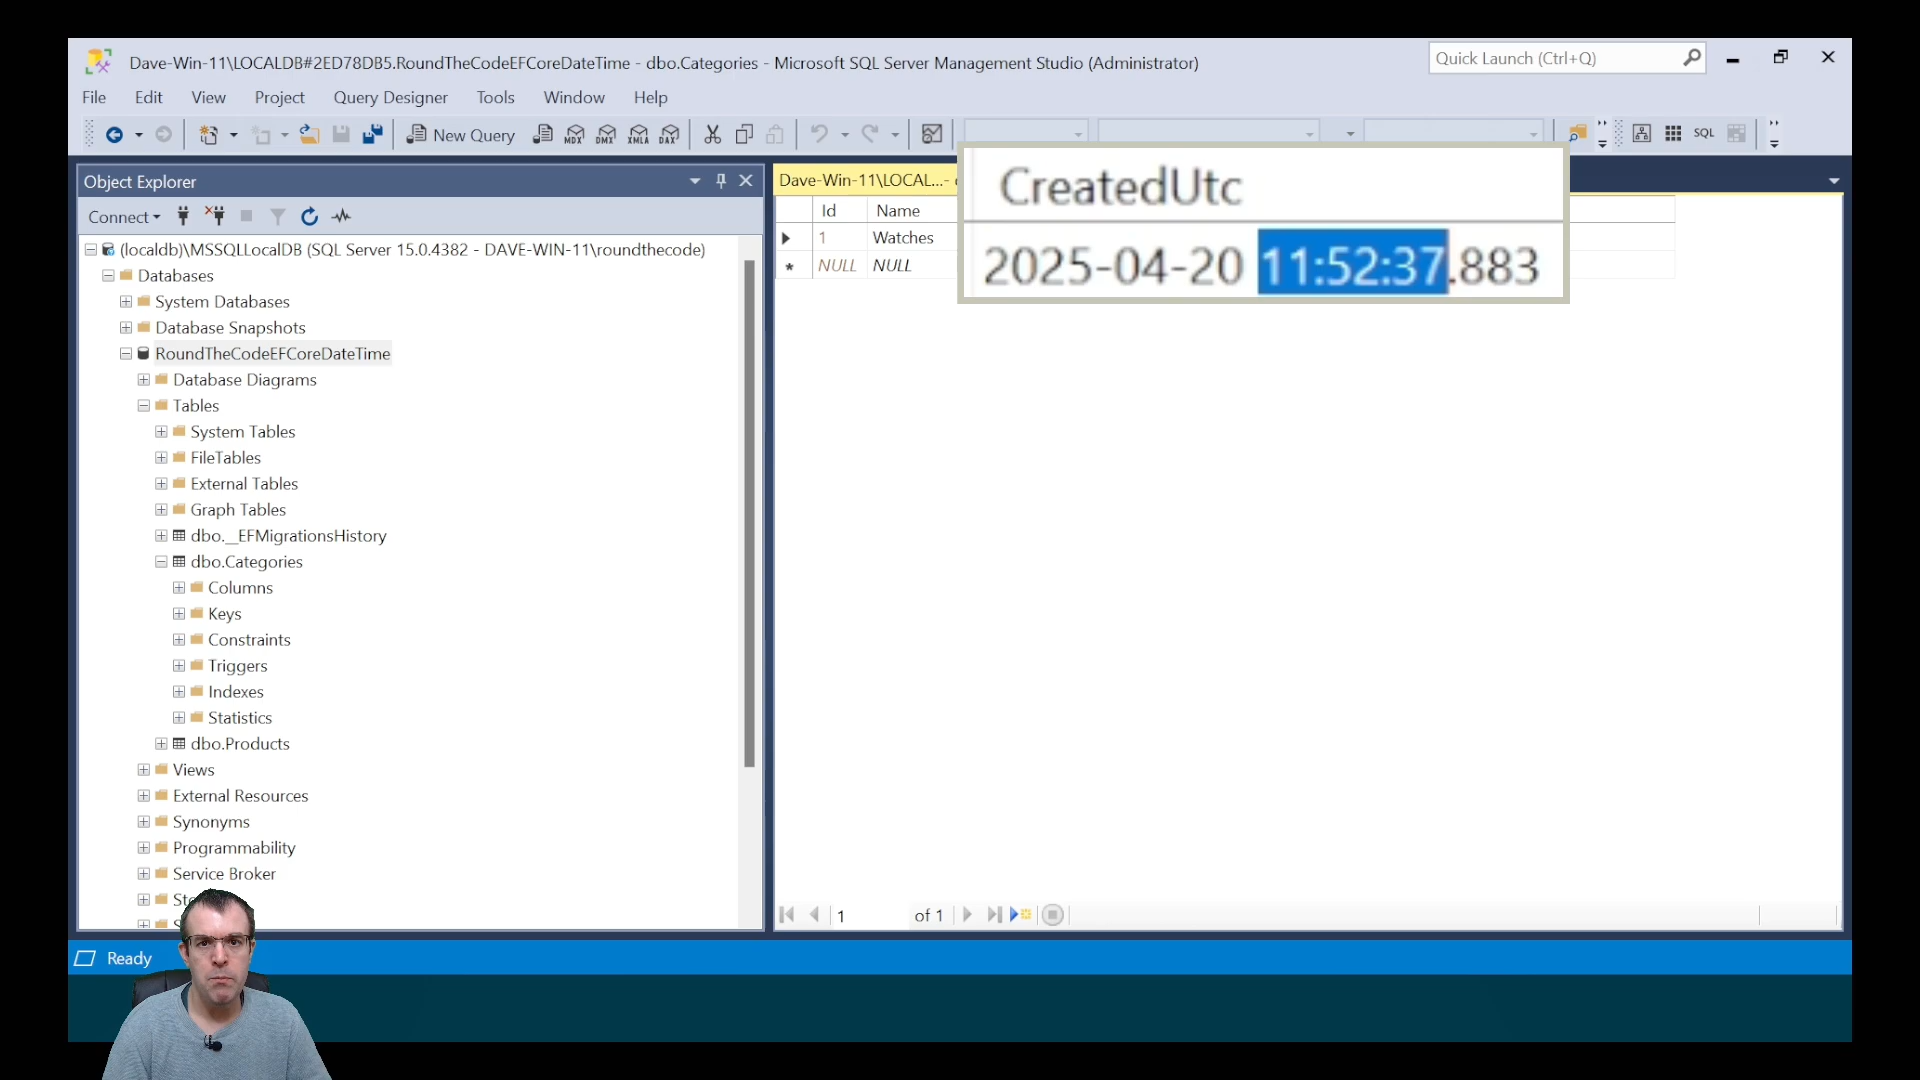 Dave-Win-11\LOCALDB#2ED78DB5.RoundTheCodeEFCoreDateTime - dbo.Categories - Microsoft SQL Server Management Studio (Administrator)
Quick Launch (Ctrl+Q)
File Edit View Project Query Designer Tools Window Help
New Query MDX DMX XMLA DAX SQL
Object Explorer
Dave-Win-11\LOCAL...-
Connect
Id Name CreatedUtc
1 Watches 2025-04-20 11:52:37.883
NULL NULL
(localdb)\MSSQLLocalDB (SQL Server 15.0.4382 - DAVE-WIN-11\roundthecode)
Databases
System Databases
Database Snapshots
RoundTheCodeEFCoreDateTime
Database Diagrams
Tables
System Tables
FileTables
External Tables
Graph Tables
dbo.__EFMigrationsHistory
dbo.Categories
Columns
Keys
Constraints
Triggers
Indexes
Statistics
dbo.Products
Views
External Resources
Synonyms
Programmability
Service Broker
1 of 1
Ready